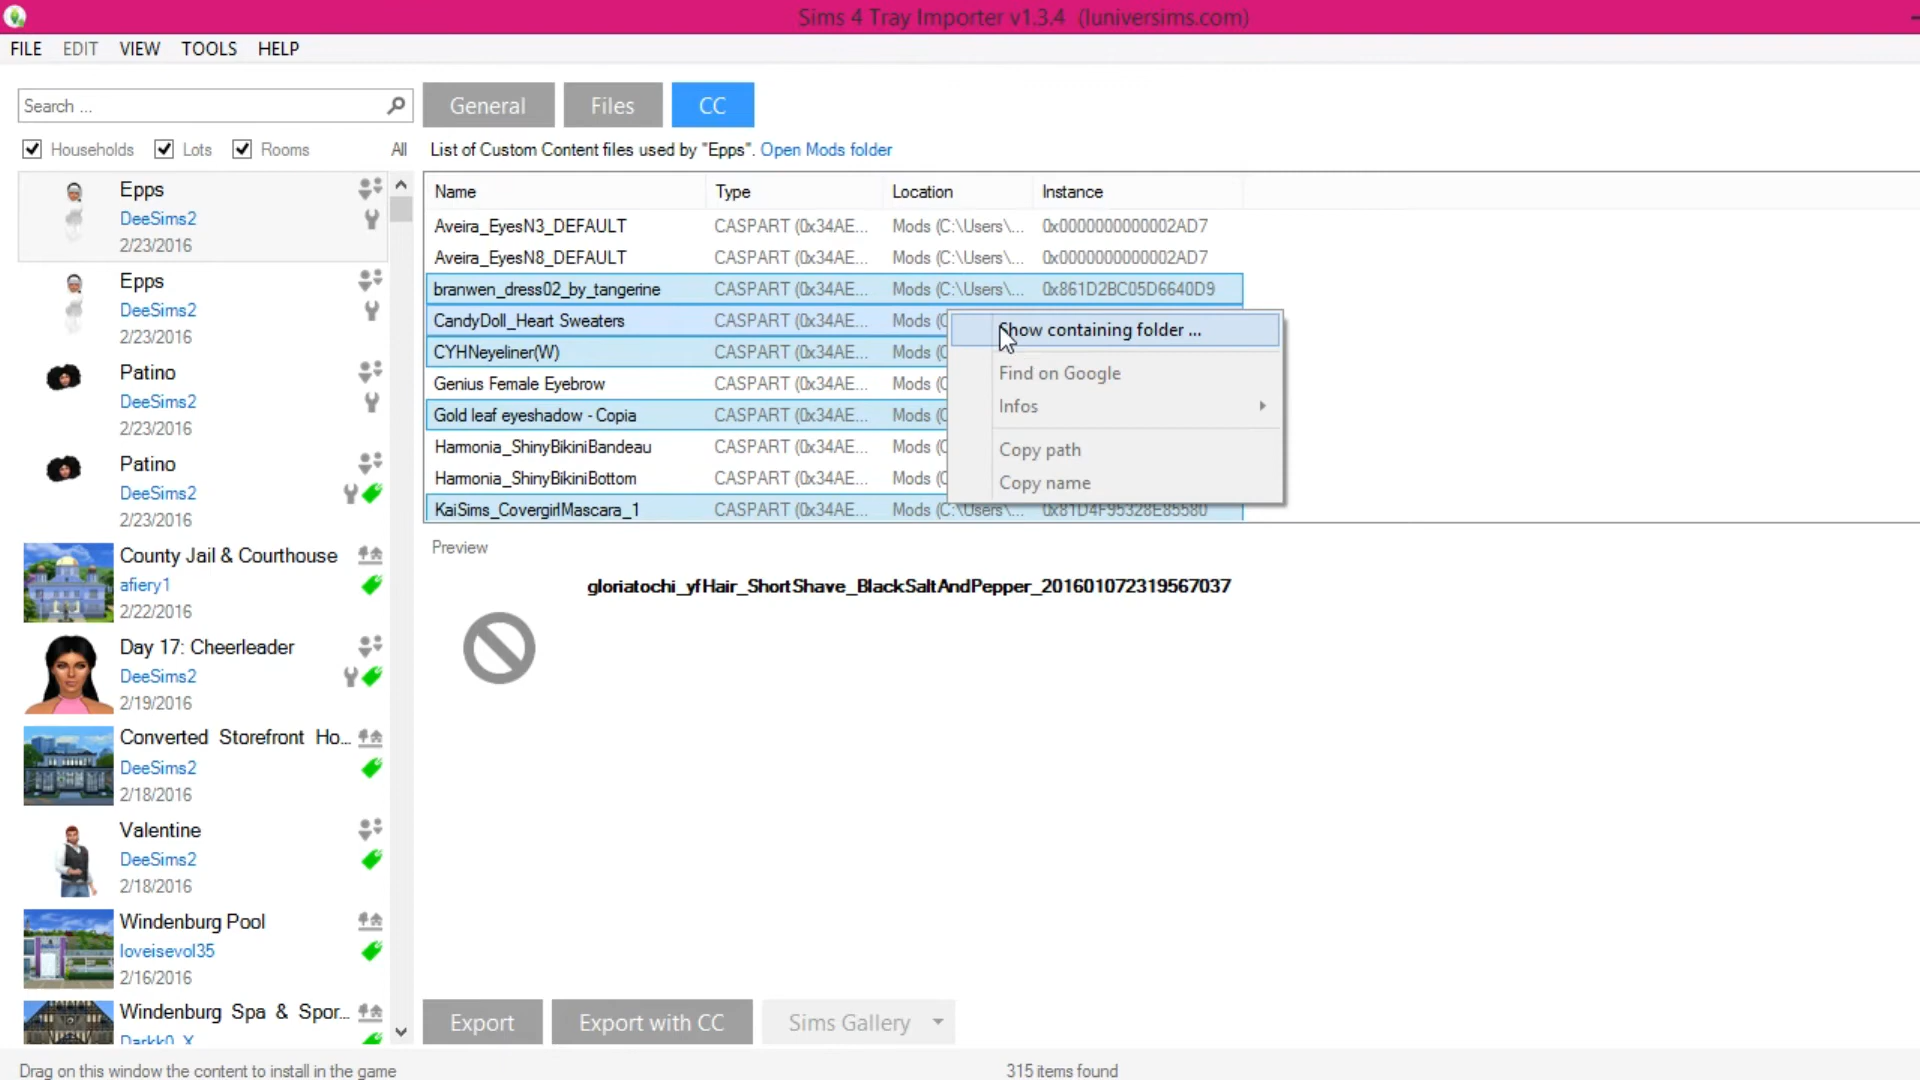 Sims 4 Tray Importer v1.3.4 (luniversims.com)
FILE EDIT VIEW TOOLS HELP
Search ...
General Files CC
Households Lots Rooms All
List of Custom Content files used by "Epps". Open Mods folder
Epps
DeeSims2
2/23/2016
Epps
DeeSims2
2/23/2016
Patino
DeeSims2
2/23/2016
Patino
DeeSims2
2/23/2016
County Jail & Courthouse
afiery1
2/22/2016
Day 17: Cheerleader
DeeSims2
2/19/2016
Converted Storefront Ho...
DeeSims2
2/18/2016
Valentine
DeeSims2
2/18/2016
Windenburg Pool
loveisevol35
2/16/2016
Windenburg Spa & Spor...
Darkk0_X
Name Type Location Instance
Aveira_EyesN3_DEFAULT CASPART (0x34AE... Mods (C:\Users\... 0x0000000000002AD7
Aveira_EyesN8_DEFAULT CASPART (0x34AE... Mods (C:\Users\... 0x0000000000002AD7
branwen_dress02_by_tangerine CASPART (0x34AE... Mods (C:\Users\... 0x861D2BC05D6640D9
CandyDoll_Heart Sweaters CASPART (0x34AE... Mods (C
CYHNeyeliner(W) CASPART (0x34AE... Mods (C
Genius Female Eyebrow CASPART (0x34AE... Mods (C
Gold leaf eyeshadow - Copia CASPART (0x34AE... Mods (C
Harmonia_ShinyBikiniBandeau CASPART (0x34AE... Mods (C
Harmonia_ShinyBikiniBottom CASPART (0x34AE... Mods (C
KaiSims_CovergirlMascara_1 CASPART (0x34AE... Mods (C:\Users\... 0x81D4F95328E85580
Show containing folder ...
Find on Google
Infos
Copy path
Copy name
Preview
gloriatochi_yfHair_ShortShave_BlackSaltAndPepper_201601072319567037
Export Export with CC Sims Gallery
Drag on this window the content to install in the game 315 items found